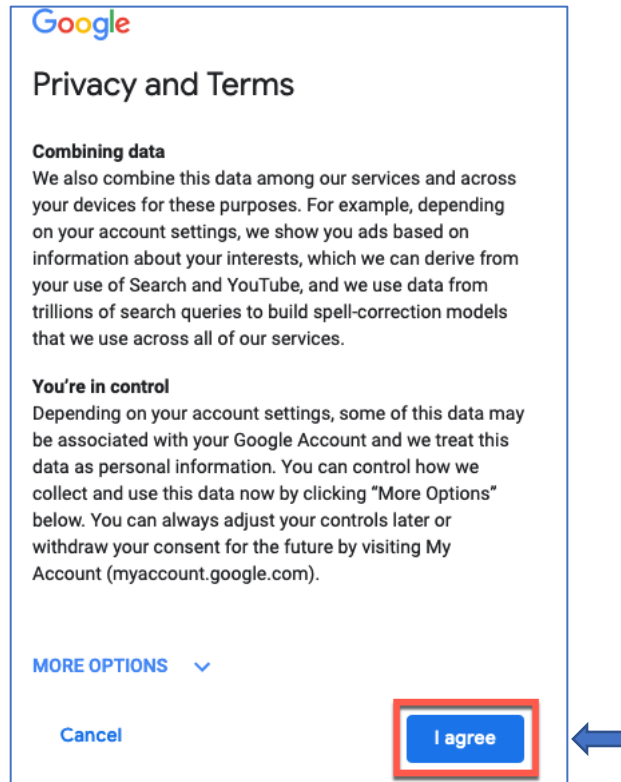 Google
Privacy and Terms
Combining data
We also combine this data among our services and across
your devices for these purposes. For example, depending
on your account settings, we show you ads based on
information about your interests, which we can derive from
your use of Search and YouTube, and we use data from
trillions of search queries to build spell-correction models
that we use across all of our services.
You’re in control
Depending on your account settings, some of this data may
be associated with your Google Account and we treat this
data as personal information. You can control how we
collect and use this data now by clicking “More Options”
below. You can always adjust your controls later or
withdraw your consent for the future by visiting My
Account (myaccount.google.com).
MORE OPTIONS
Cancel
I agree